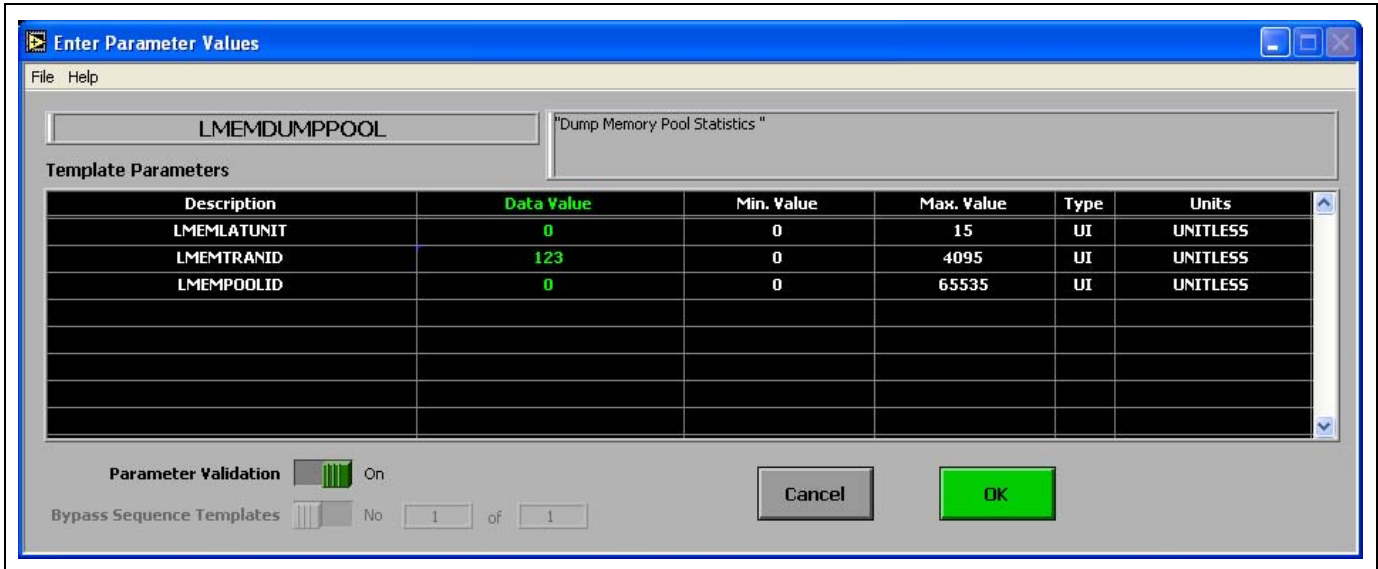 Enter Parameter Values
File Help
LMEMDUMPPOOL
"Dump Memory Pool Statistics "
Template Parameters
Description Data Value Min. Value Max. Value Type Units
LMEMLATUNIT 0 0 15 UI UNITLESS
LMEMTRANID 123 0 4095 UI UNITLESS
LMEMPOOLID 0 0 65535 UI UNITLESS
Parameter Validation On
Cancel OK
Bypass Sequence Templates No 1 of 1